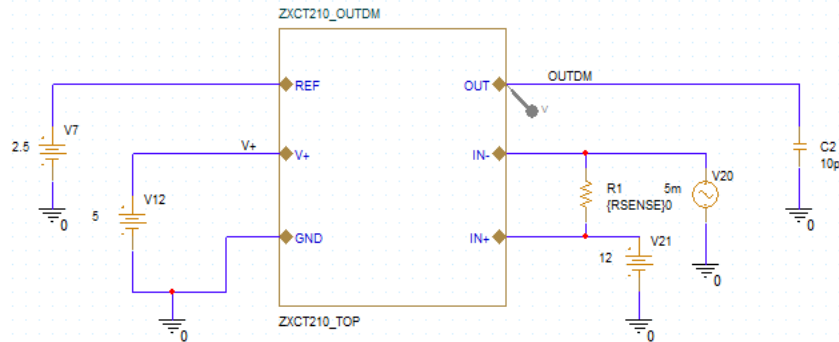 ZXCT210_OUTDM
REF
OUT
OUTDM
V
V7
2.5
V+
V+
IN-
C2
10p
V12
5
R1
{RSENSE}
5m
0
V20
GND
IN+
V21
12
0
0
0
0
0
ZXCT210_TOP